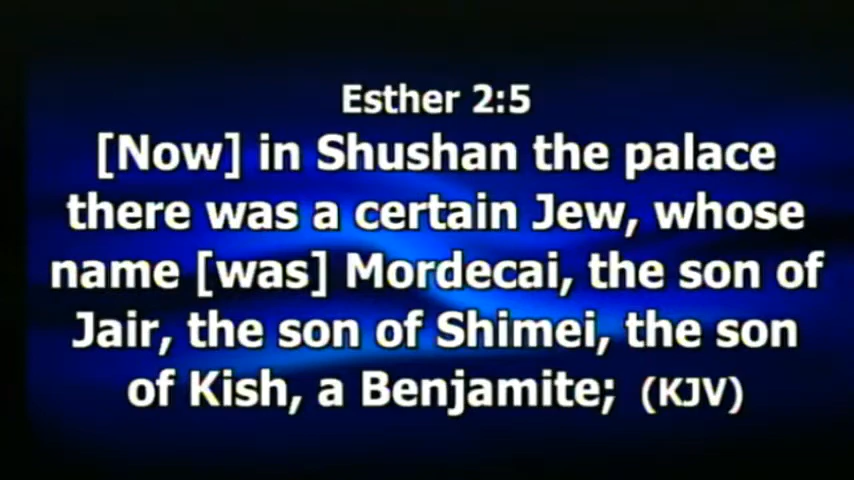 Esther 2:5
[Now] in Shushan the palace
there was a certain Jew, whose
name [was] Mordecai, the son of
Jair, the son of Shimei, the son
of Kish, a Benjamite; (KJV)